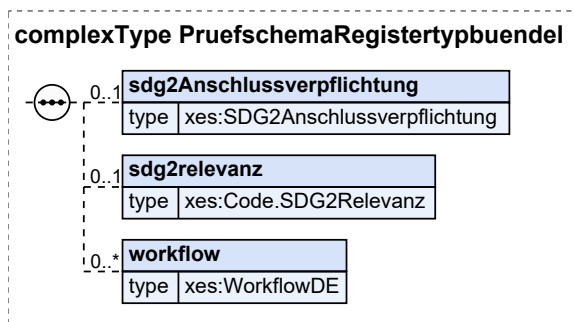 complexType PruefschemaRegistertypbuendel
0..1 sdg2Anschlussverpflichtung
type xes:SDG2Anschlussverpflichtung
0..1 sdg2relevanz
type xes:Code.SDG2Relevanz
0..* workflow
type xes:WorkflowDE